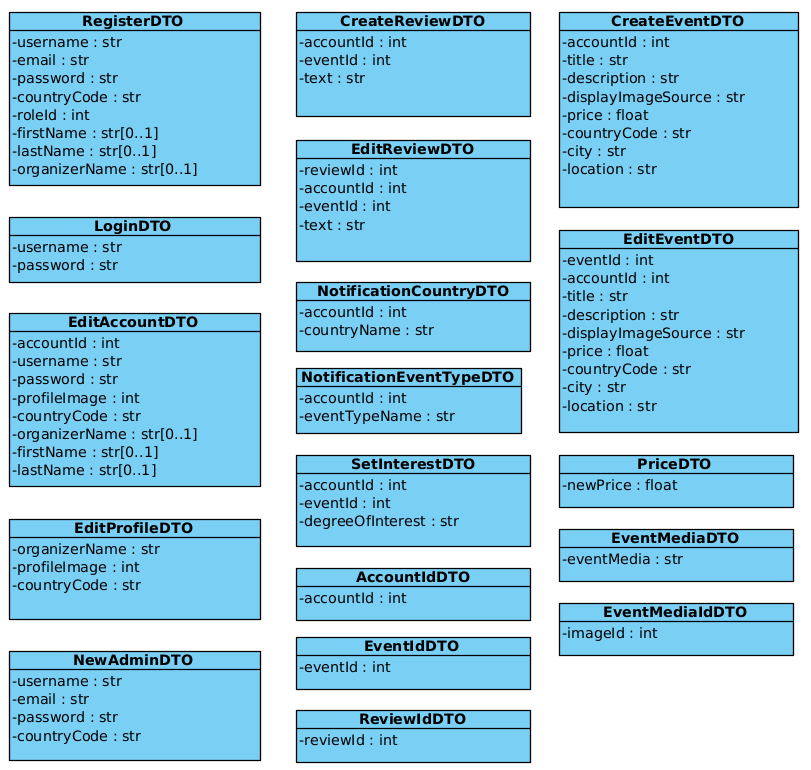 RegisterDTO
-username : str
-email : str
-password : str
-countryCode : str
-roleId : int
-firstName : str[0..1]
-lastName : str[0..1]
-organizerName : str[0..1]
LoginDTO
-username : str
-password : str
EditAccountDTO
-accountId : int
-username : str
-password : str
-profileImage : int
-countryCode : str
-organizerName : str[0..1]
-firstName : str[0..1]
-lastName : str[0..1]
EditProfileDTO
-organizerName : str
-profileImage : int
-countryCode : str
NewAdminDTO
-username : str
-email : str
-password : str
-countryCode : str
CreateReviewDTO
-accountId : int
-eventId : int
-text : str
EditReviewDTO
-reviewId : int
-accountId : int
-eventId : int
-text : str
NotificationCountryDTO
-accountId : int
-countryName : str
NotificationEventTypeDTO
-accountId : int
-eventTypeName : str
SetInterestDTO
-accountId : int
-eventId : int
-degreeOfInterest : str
AccountIdDTO
-accountId : int
EventIdDTO
-eventId : int
ReviewIdDTO
-reviewId : int
CreateEventDTO
-accountId : int
-title : str
-description : str
-displayImageSource : str
-price : float
-countryCode : str
-city : str
-location : str
EditEventDTO
-eventId : int
-accountId : int
-title : str
-description : str
-displayImageSource : str
-price : float
-countryCode : str
-city : str
-location : str
PriceDTO
-newPrice : float
EventMediaDTO
-eventMedia : str
EventMediaIdDTO
-imageId : int